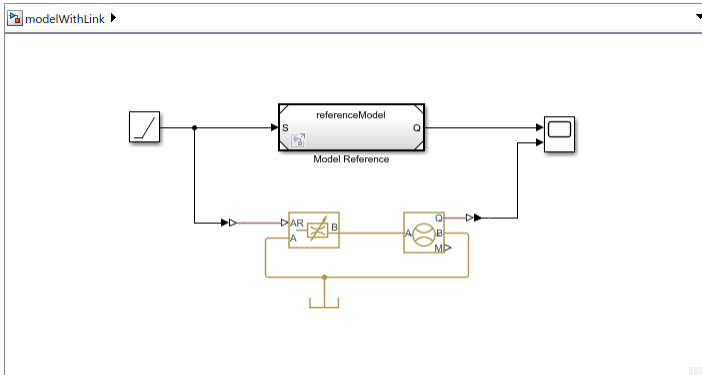 modelWithLink
referenceModel
S
Q
Model Reference
AR
A
B
A
Q
B
M